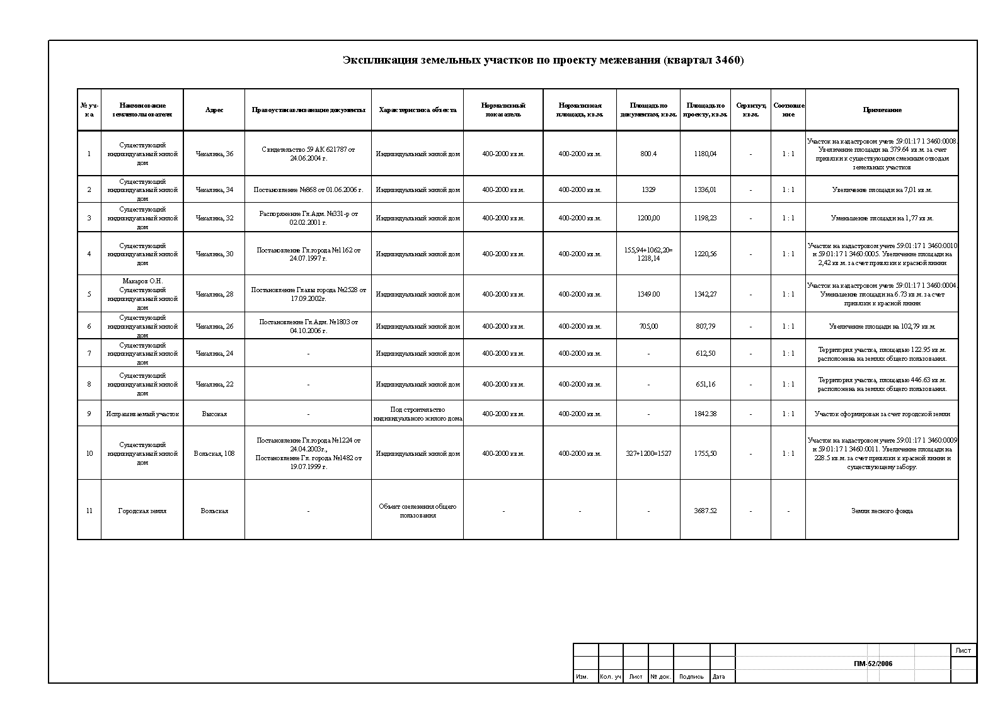 Экспликация земельных участков по проекту межевания (квартал 3460)
№ уч-
ка
Наименование
землепользователя
Адрес
Правоустанавливающие документы
Характеристика объекта
Нормативный
показатель
Нормативная
площадь, кв.м.
Площадь по
документам, кв.м.
Площадь по
проекту, кв.м.
Сервитут,
кв.м.
Соотноше
ние
Примечание
1
Существующий
индивидуальный жилой
дом
Чекалина, 36
Свидетельство 59 АК 621787 от
24.06.2004 г.
Индивидуальный жилой дом
400-2000 кв.м.
400-2000 кв.м.
800.4
1180,04
-
1 : 1
Участок на кадастровом учете 59:01:17 1 3460:0008.
Увеличение площади на 379.64 кв.м. за счет
привязки к существующим смежным отводам
земельных участков
2
Существующий
индивидуальный жилой
дом
Чекалина, 34
Постановление №868 от 01.06.2006 г.
Индивидуальный жилой дом
400-2000 кв.м.
400-2000 кв.м.
1329
1336,01
-
1 : 1
Увеличение площади на 7,01 кв.м.
3
Существующий
индивидуальный жилой
дом
Чекалина, 32
Распоряжение Гл.Адм. №331-р от
02.02.2001 г.
Индивидуальный жилой дом
400-2000 кв.м.
400-2000 кв.м.
1200,00
1198,23
-
1 : 1
Уменьшение площади на 1,77 кв.м.
4
Существующий
индивидуальный жилой
дом
Чекалина, 30
Постановление Гл.города №1162 от
24.07.1997 г.
Индивидуальный жилой дом
400-2000 кв.м.
400-2000 кв.м.
155,94+1062,20=
1218,14
1220,56
-
1 : 1
Участок на кадастровом учете 59:01:17 1 3460:0010
и 59:01:17 1 3460:0005. Увеличение площади на
2,42 кв.м. за счет привязки к красной линии
5
Макаров О.Н.
Существующий
индивидуальный жилой
дом
Чекалина, 28
Постановление Главы города №2528 от
17.09.2002г.
Индивидуальный жилой дом
400-2000 кв.м.
400-2000 кв.м.
1349.00
1342,27
-
1 : 1
Участок на кадастровом учете 59:01:17 1 3460:0004.
Уменьшение площади на 6.73 кв.м. за счет
привязки к красной линии
6
Существующий
индивидуальный жилой
дом
Чекалина, 26
Постановление Гл.Адм. №1803 от
04.10.2006 г.
Индивидуальный жилой дом
400-2000 кв.м.
400-2000 кв.м.
705,00
807,79
-
1 : 1
Увеличение площади на 102,79 кв.м.
7
Существующий
индивидуальный жилой
дом
Чекалина, 24
-
Индивидуальный жилой дом
400-2000 кв.м.
400-2000 кв.м.
-
612,50
-
1 : 1
Территория участка, площадью 122.95 кв.м.
расположена на землях общего пользования.
8
Существующий
индивидуальный жилой
дом
Чекалина, 22
-
Индивидуальный жилой дом
400-2000 кв.м.
400-2000 кв.м.
-
651,16
-
1 : 1
Территория участка, площадью 446.63 кв.м.
расположена на землях общего пользования.
9
Испрашиваемый участок
Высокая
-
Под строительство
индивидуального жилого дома
400-2000 кв.м.
400-2000 кв.м.
-
1842.38
-
1 : 1
Участок сформирован за счет городской земли
10
Существующий
индивидуальный жилой
дом
Вольская, 108
Постановление Гл.города №1224 от
24.04.2003г.,
Постановление Гл. города №1482 от
19.07.1999 г.
Индивидуальный жилой дом
400-2000 кв.м.
400-2000 кв.м.
327+1200=1527
1755,50
-
1 : 1
Участок на кадастровом учете 59:01:17 1 3460:0009
и 59:01:17 1 3460:0011. Увеличение площади на
228.5 кв.м. за счет привязки к красной линии и
существующему забору.
11
Городская земля
Вольская
-
Объект озеленения общего
пользования
-
-
-
3687.52
-
-
Земли лесного фонда
Лист
ПМ-52/2006
Изм.
Кол. уч
Лист
№ док.
Подпись
Дата